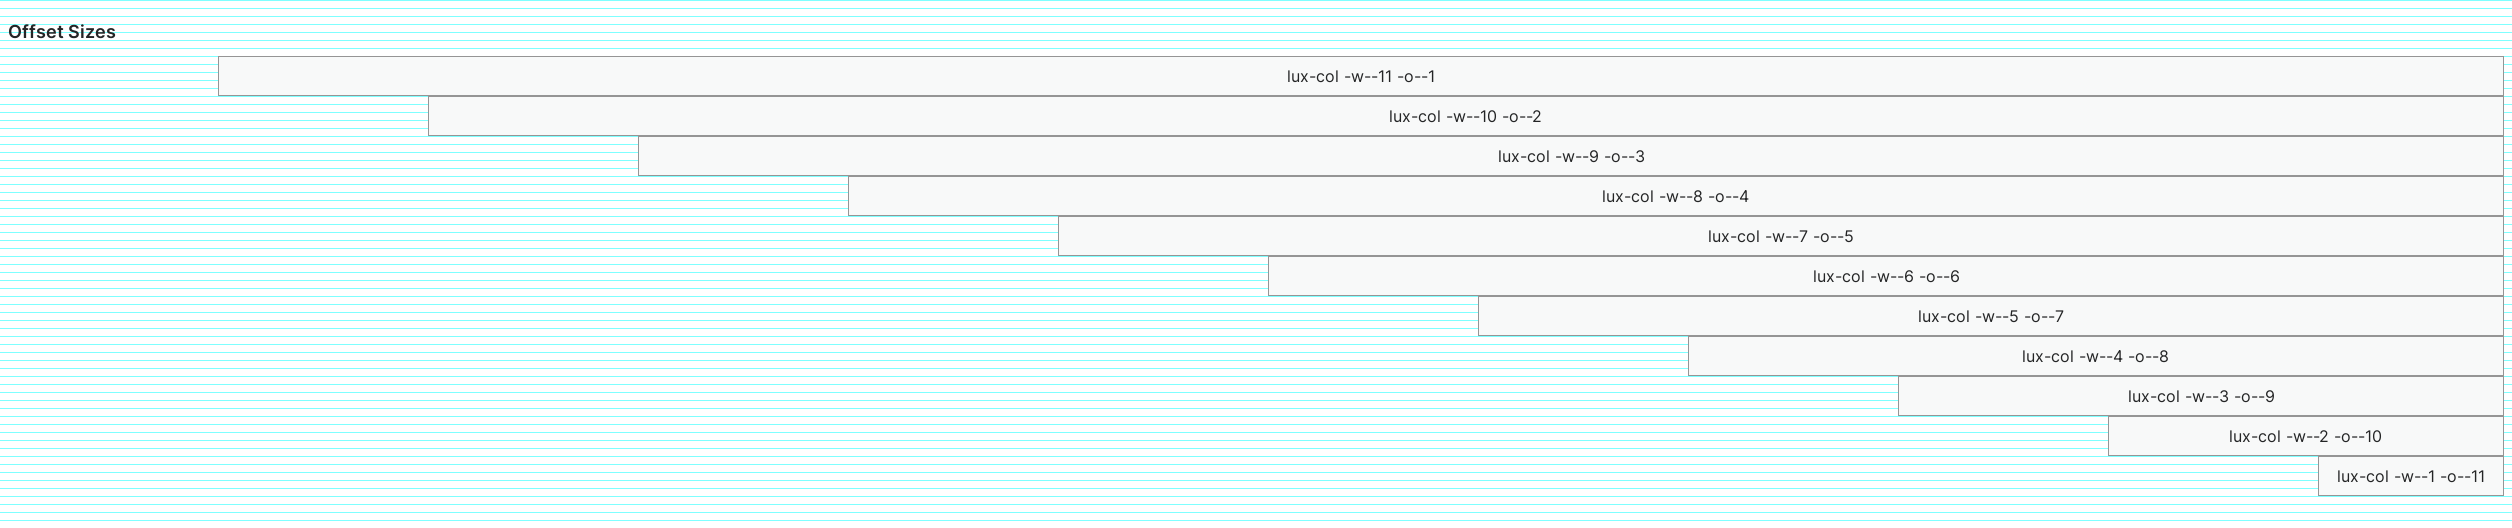 Offset Sizes
lux-col -w--11 -o--1
lux-col -w--10 -o--2
lux-col -w--9 -o--3
lux-col -w--8 -o--4
lux-col -w--7 -o--5
lux-col -w--6 -o--6
lux-col -w--5 -o--7
lux-col -w--4 -o--8
lux-col -w--3 -o--9
lux-col -w--2 -o--10
lux-col -w--1 -o--11